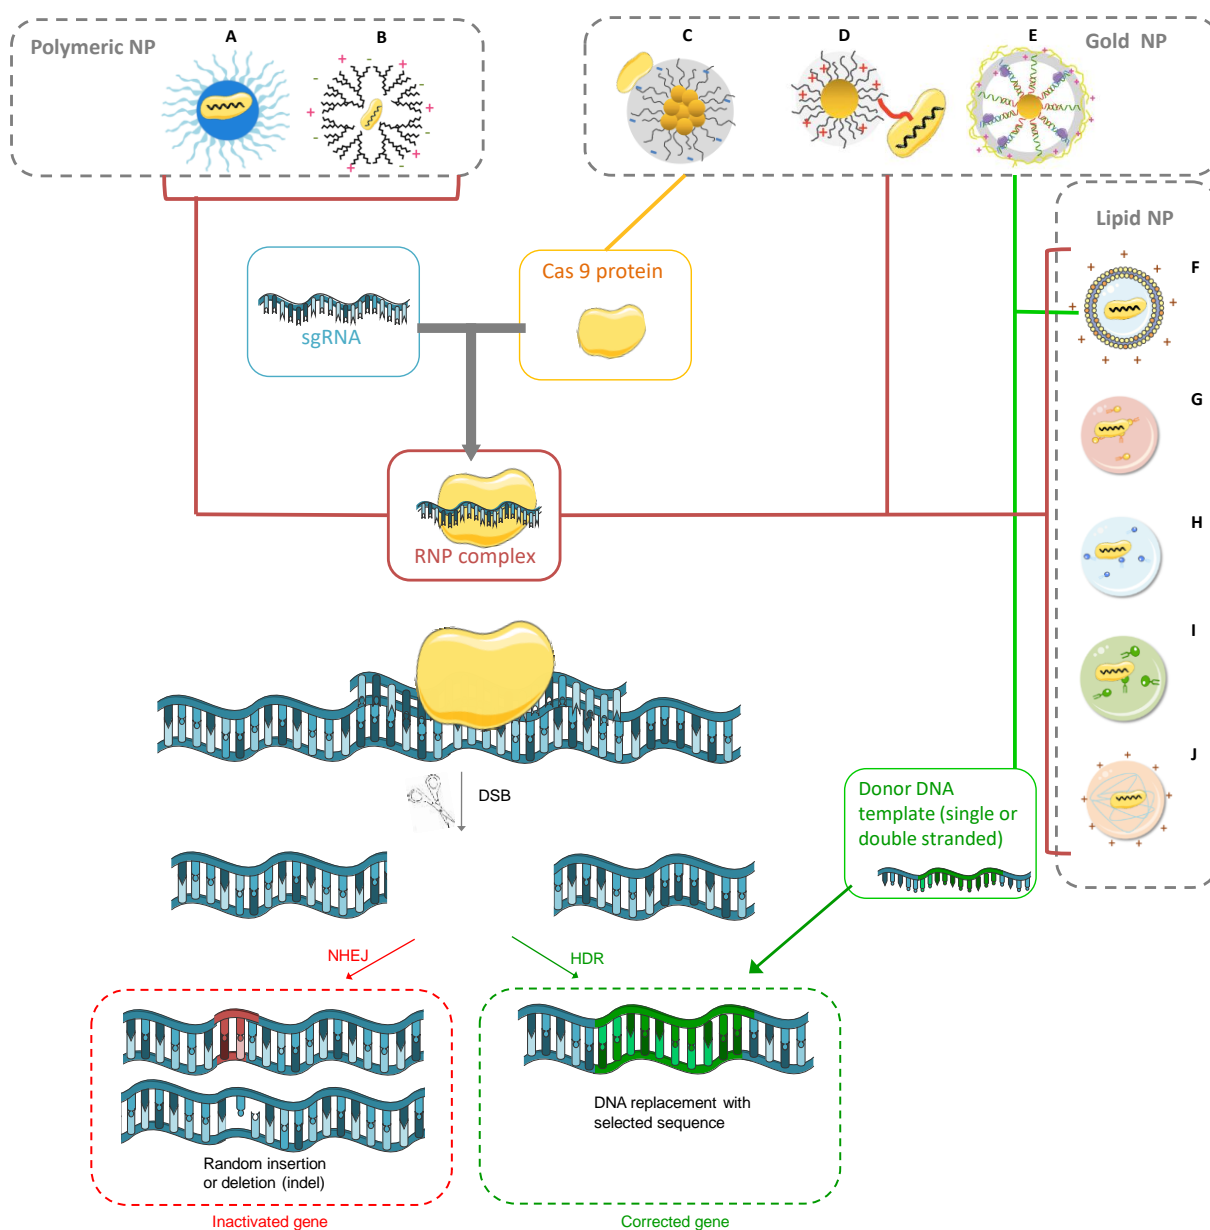 Polymeric NP
A
B
C
D
E
Gold NP
Lipid NP
F
G
H
I
J
sgRNA
Cas 9 protein
RNP complex
DSB
Donor DNA
template (single or
double stranded)
NHEJ
HDR
Random insertion
or deletion (indel)
DNA replacement with
selected sequence
Inactivated gene
Corrected gene